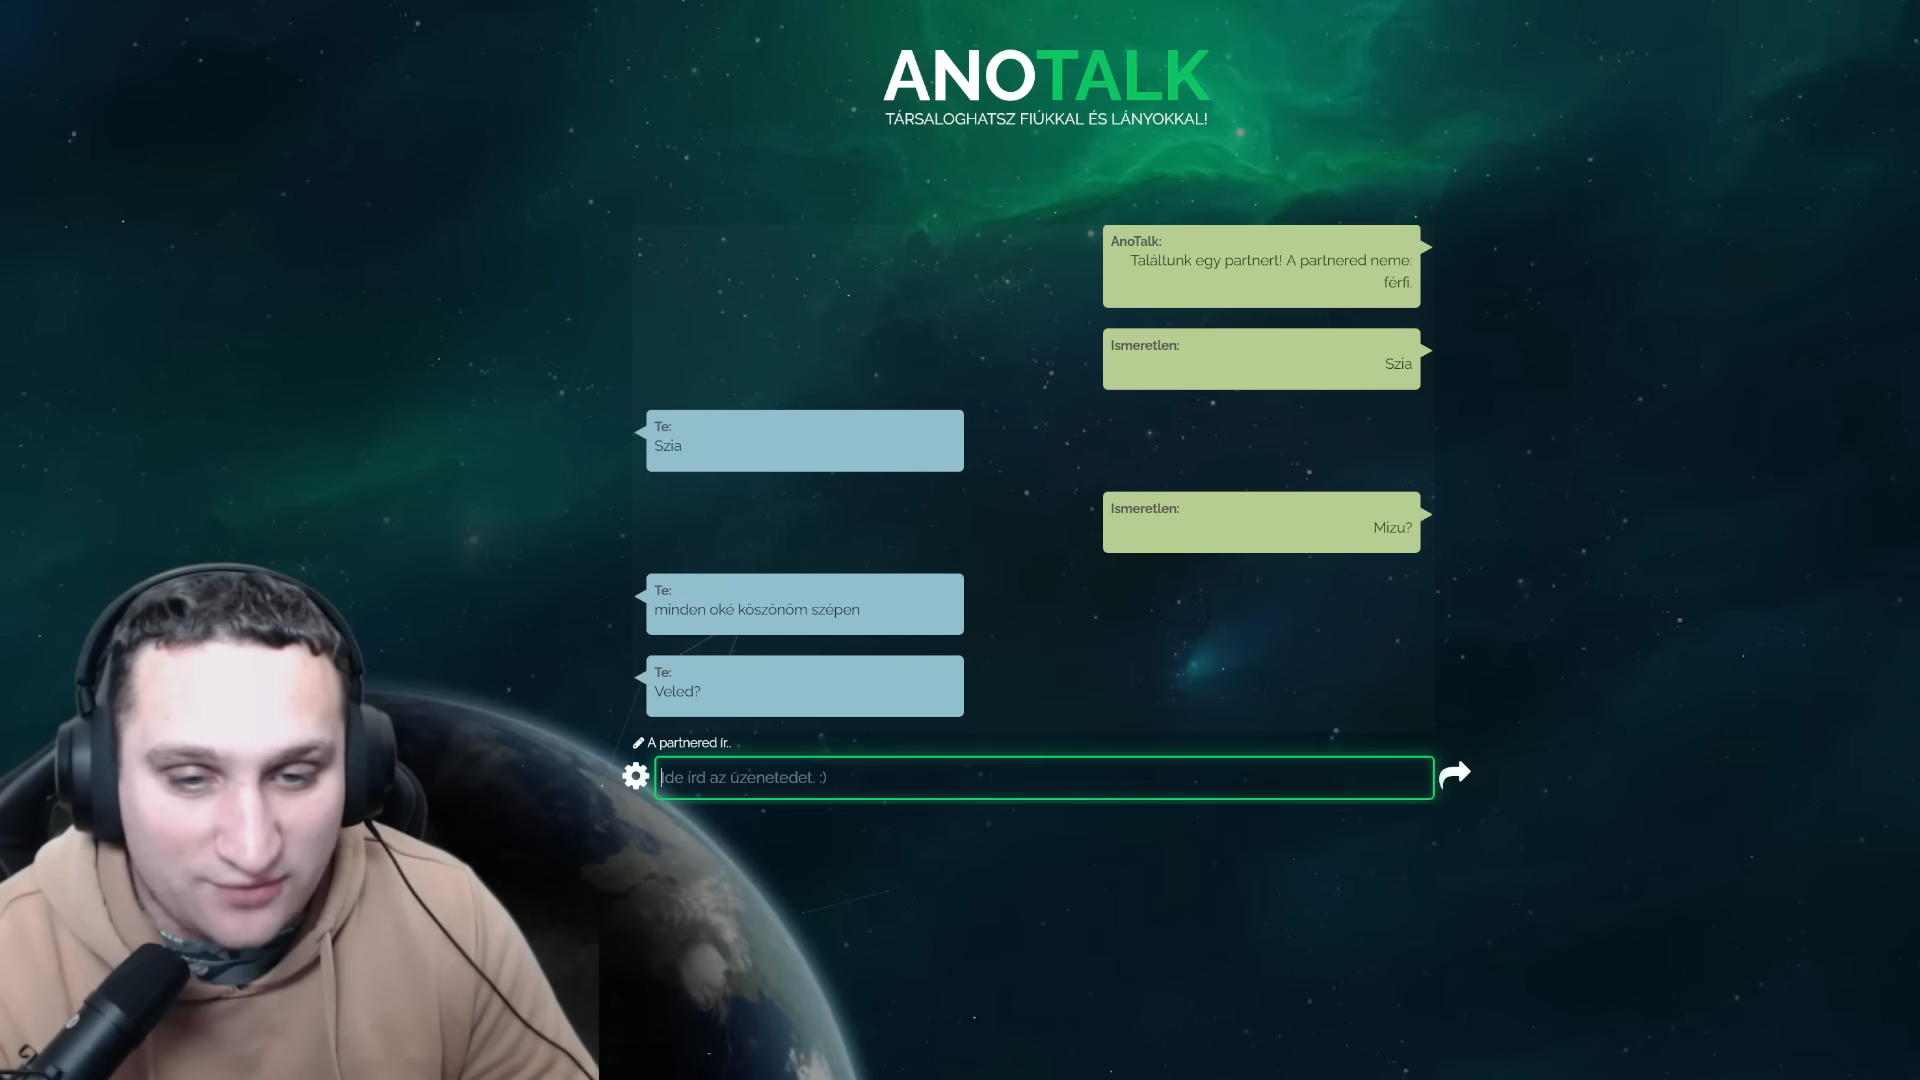 ANOTALK
TÁRSALOGHATSZ FIÚKKAL ÉS LÁNYOKKAL!
AnoTalk:
Találtunk egy partnert! A partnered neme:
férfi.
Ismeretlen:
Szia
Te:
Szia
Ismeretlen:
Mizu?
Te:
minden oké köszönöm szépen
Te:
Veled?
A partnered ír..
Ide írd az üzenetedet. :)